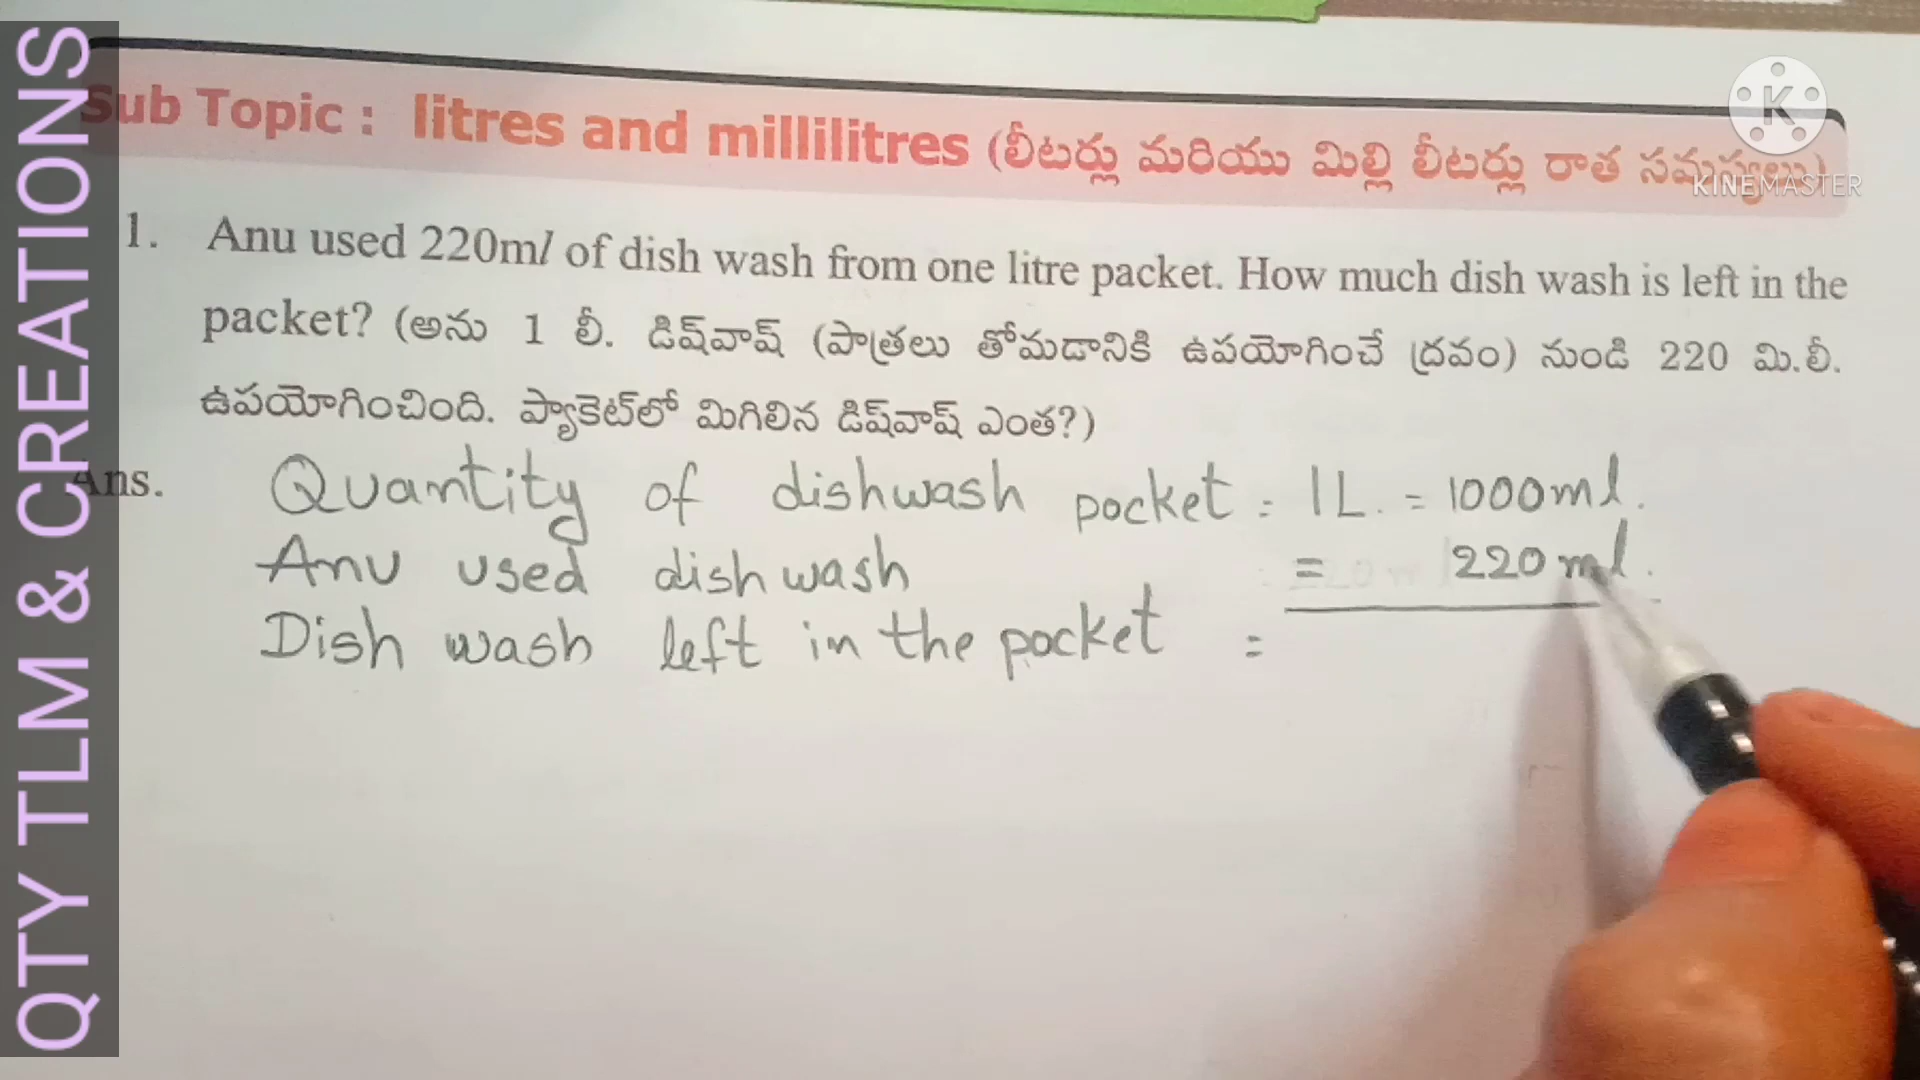 QTY TLM & CREATIONS
Sub Topic : litres and millilitres (లీటర్లు మరియు మిల్లి లీటర్లు రాత సమస్యలు)
KINEMASTER
1. Anu used 220ml of dish wash from one litre packet. How much dish wash is left in the
packet? (అను 1 లీ. డిష్‌వాష్ (పాత్రలు తోమడానికి ఉపయోగించే ద్రవం) నుండి 220 మి.లీ.
ఉపయోగించింది. ప్యాకెట్‌లో మిగిలిన డిష్‌వాష్ ఎంత?)
Ans. Quantity of dishwash pocket = 1L. = 1000ml.
Anu used dish wash = 220ml.
Dish wash left in the pocket =